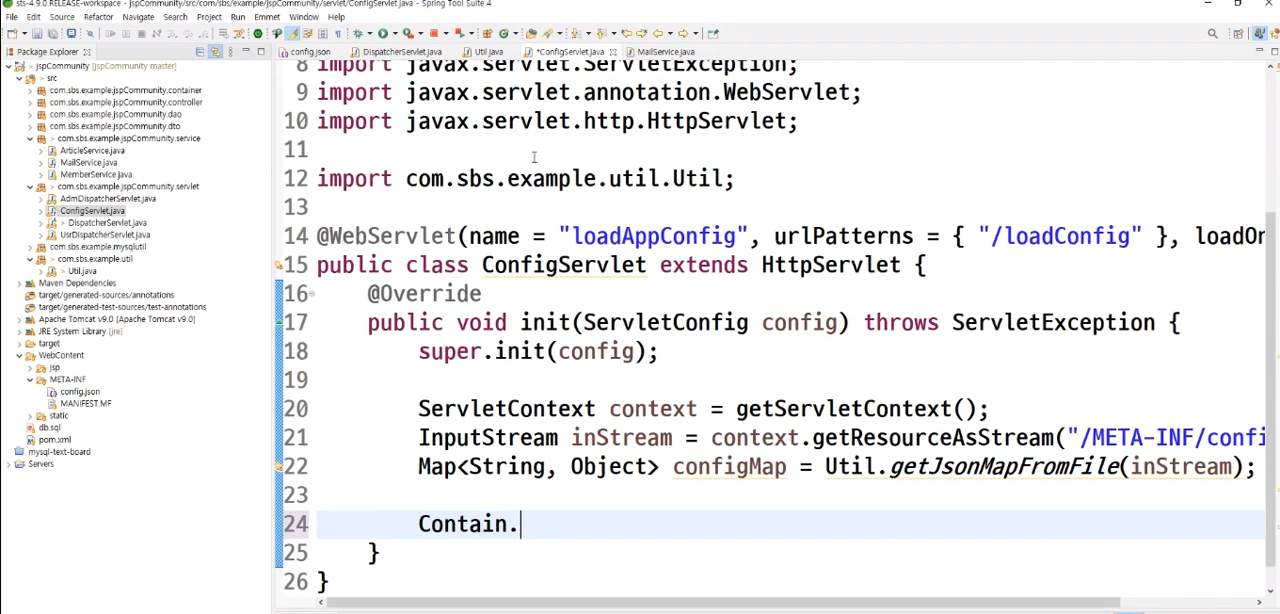 sts-4.9.0.RELEASE-workspace - jspCommunity/src/com/sbs/example/jspCommunity/servlet/ConfigServlet.java - Spring Tool Suite 4
File Edit Source Refactor Navigate Search Project Run Emmet Window Help
Package Explorer
config.json DispatcherServlet.java Util.java *ConfigServlet.java MailService.java
jspCommunity [jspCommunity master]
src
com.sbs.example.jspCommunity.container
com.sbs.example.jspCommunity.controller
com.sbs.example.jspCommunity.dao
com.sbs.example.jspCommunity.dto
com.sbs.example.jspCommunity.service
ArticleService.java
MailService.java
MemberService.java
com.sbs.example.jspCommunity.servlet
AdmDispatcherServlet.java
ConfigServlet.java
DispatcherServlet.java
UsrDispatcherServlet.java
com.sbs.example.mysqlutil
com.sbs.example.util
Util.java
Maven Dependencies
target/generated-sources/annotations
target/generated-test-sources/test-annotations
Apache Tomcat v9.0 [Apache Tomcat v9.0]
JRE System Library [jre]
target
WebContent
jsp
META-INF
config.json
MANIFEST.MF
static
db.sql
pom.xml
mysql-text-board
Servers
8 import javax.servlet.ServletException;
9 import javax.servlet.annotation.WebServlet;
10 import javax.servlet.http.HttpServlet;
11
12 import com.sbs.example.util.Util;
13
14 @WebServlet(name = "loadAppConfig", urlPatterns = { "/loadConfig" }, loadOn
15 public class ConfigServlet extends HttpServlet {
16 @Override
17 public void init(ServletConfig config) throws ServletException {
18 super.init(config);
19
20 ServletContext context = getServletContext();
21 InputStream inStream = context.getResourceAsStream("/META-INF/confi
22 Map<String, Object> configMap = Util.getJsonMapFromFile(inStream);
23
24 Contain.
25 }
26 }